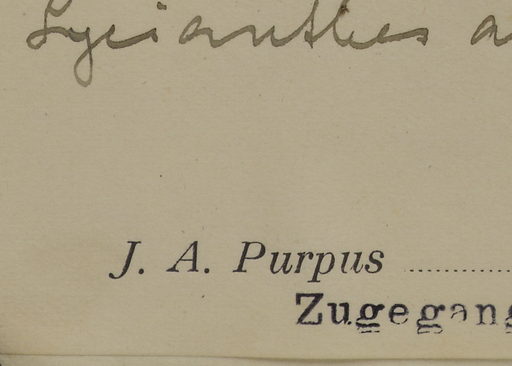 Lycianthes a
J. A. Purpus
Zugegang